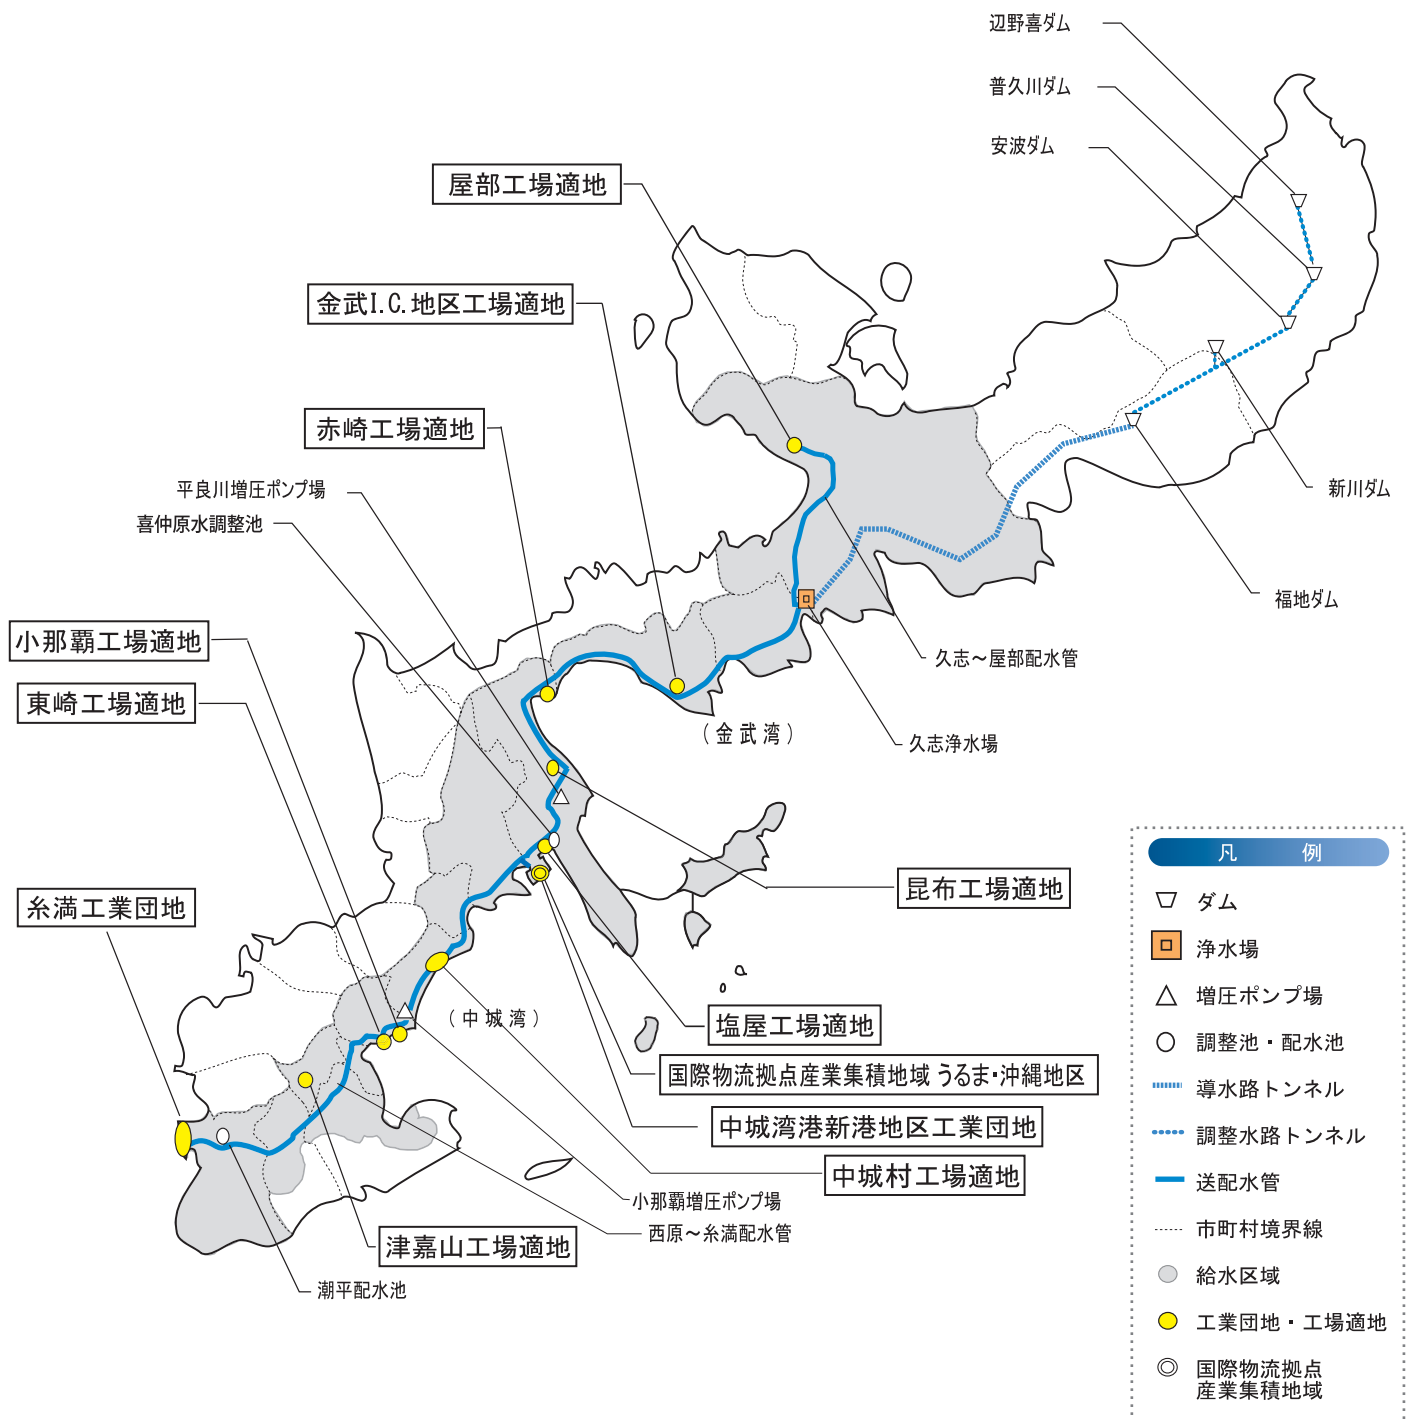 辺野喜ダム
普久川ダム
安波ダム
屋部工場適地
金武I.C.地区工場適地
赤崎工場適地
平良川増圧ポンプ場
喜仲原水調整池
新川ダム
福地ダム
小那覇工場適地
久志～屋部配水管
東崎工場適地
(金武湾)
久志浄水場
昆布工場適地
糸満工業団地
(中城湾)
塩屋工場適地
国際物流拠点産業集積地域 うるま・沖縄地区
中城湾港新港地区工業団地
中城村工場適地
小那覇増圧ポンプ場
西原～糸満配水管
津嘉山工場適地
潮平配水池
凡 例
ダム
浄水場
増圧ポンプ場
調整池・配水池
導水路トンネル
調整水路トンネル
送配水管
市町村境界線
給水区域
工業団地・工場適地
国際物流拠点
産業集積地域